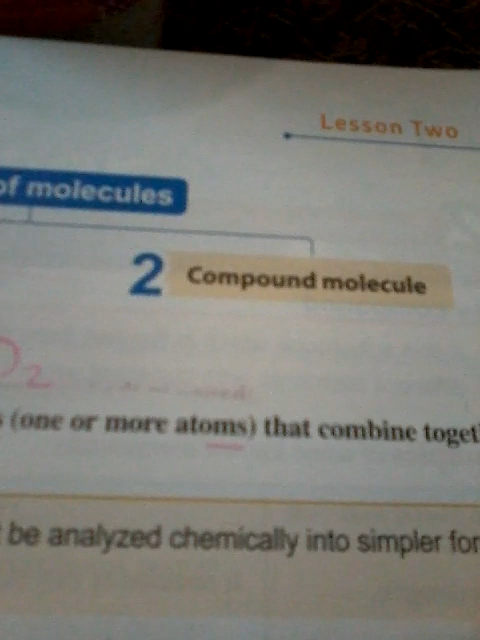 Lesson Two
of molecules
2 Compound molecule
O2
s (one or more atoms) that combine toget
t be analyzed chemically into simpler for